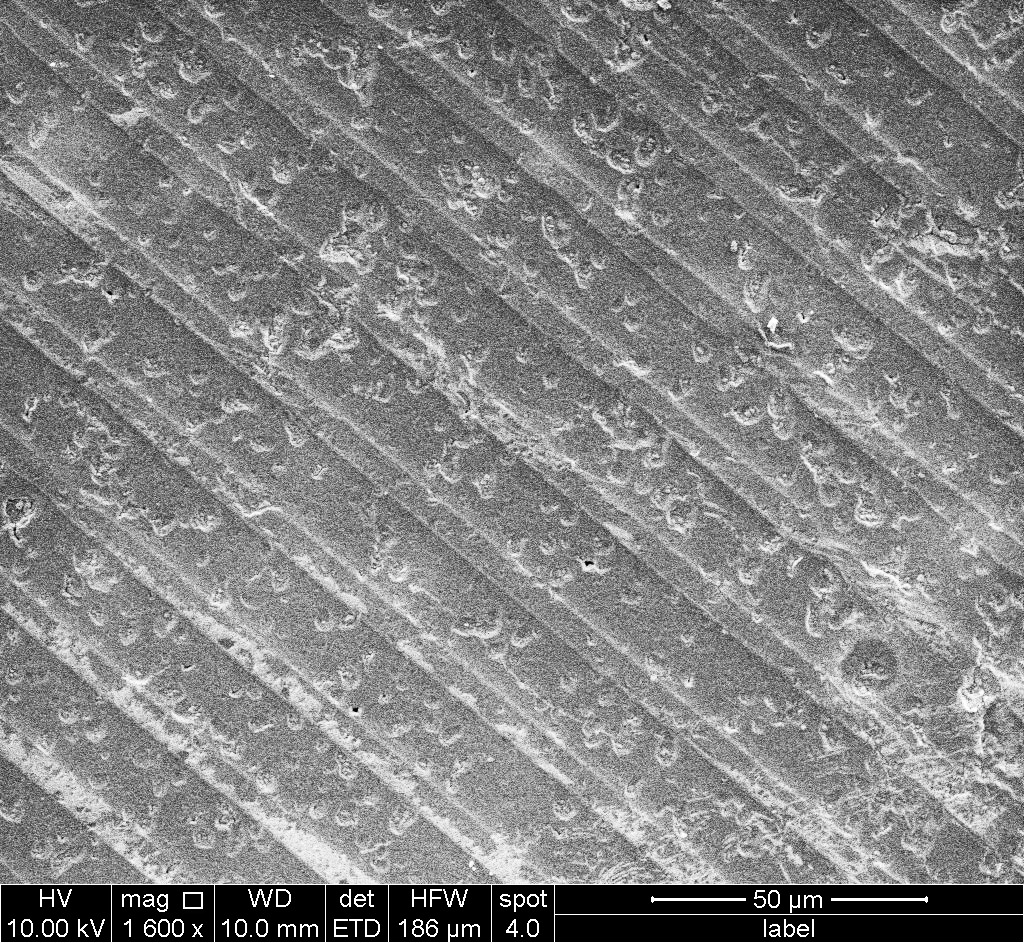 HV mag □ WD det HFW spot 50 µm
10.00 kV 1 600 x 10.0 mm ETD 186 µm 4.0 label